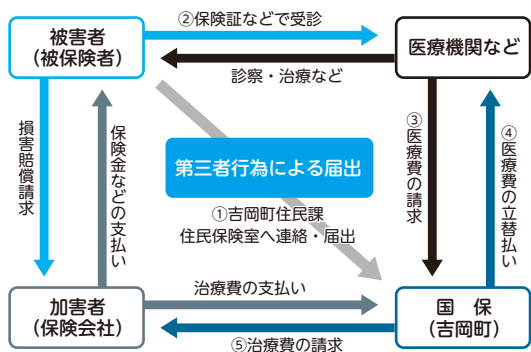 ②保険証などで受診
被害者
（被保険者）
医療機関など
診察・治療など
損害賠償請求
保険金などの支払い
第三者行為による届出
①吉岡町住民課
住民保険室へ連絡・届出
③医療費の請求
④医療費の立替払い
加害者
（保険会社）
治療費の支払い
国　保
（吉岡町）
⑤治療費の請求